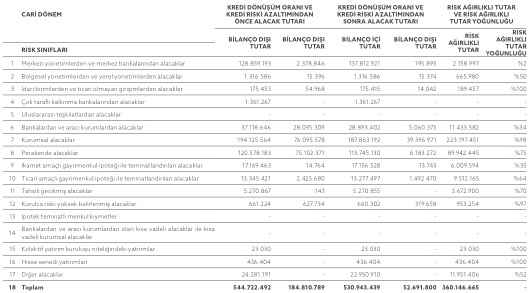 CARİ DÖNEM
KREDİ DÖNÜŞÜM ORANI VE KREDİ RİSKİ AZALTIMINDAN ÖNCE ALACAK TUTARI
KREDİ DÖNÜŞÜM ORANI VE KREDİ RİSKİ AZALTIMINDAN SONRA ALACAK TUTARI
RİSK AĞIRLIKLI TUTAR VE RİSK AĞIRLIKLI TUTAR YOĞUNLUĞU
RİSK SINIFLARI BİLANÇO İÇİ TUTAR BİLANÇO DIŞI TUTAR RİSK AĞIRLIKLI TUTAR RİSK AĞIRLIKLI TUTAR YOĞUNLUĞU
1 Merkezi yönetimlerden ve merkez bankalarından alacaklar 128.859.193 2.378.846 137.812.921 195.895 2.158.997 %2
2 Bölgesel yönetimlerden ve yerel yönetimlerden alacaklar 1.316.586 15.396 1.316.586 15.374 665.980 %50
3 İdari birimlerden ve ticari olmayan girişimlerden alacaklar 175.453 54.968 175.415 14.042 189.457 %100
4 Çok taraflı kalkınma bankalarından alacaklar 1.361.267 - 1.361.267 - - -
5 Uluslararası teşkilatlardan alacaklar - - - - - -
6 Bankalardan ve aracı kurumlardan alacaklar 37.118.646 28.095.309 28.893.402 5.060.375 11.433.582 %34
7 Kurumsal alacaklar 194.125.564 76.095.578 187.863.192 39.396.971 223.197.451 %98
8 Perakende alacaklar 120.578.183 75.102.371 113.745.130 6.183.272 89.942.445 %75
9 İkamet amaçlı gayrimenkul ipoteği ile teminatlandırılan alacaklar 17.169.463 14.764 17.156.528 13.743 6.009.594 %35
10 Ticari amaçlı gayrimenkul ipoteği ile teminatlandırılan alacaklar 13.345.421 2.425.680 13.277.497 1.492.470 9.512.165 %64
11 Tahsili gecikmiş alacaklar 5.270.867 143 5.270.855 - 3.672.900 %70
12 Kurulca riski yüksek belirlenmiş alacaklar 661.224 627.734 660.302 319.658 953.254 %97
13 İpotek teminatlı menkul kıymetler - - - - - -
14 Bankalardan ve aracı kurumlardan olan kısa vadeli alacaklar ile kısa vadeli kurumsal alacaklar - - - - - -
15 Kolektif yatırım kuruluşu niteliğindeki yatırımlar 23.030 - 23.030 - 23.030 %100
16 Hisse senedi yatırımları 436.404 - 436.404 - 436.404 %100
17 Diğer alacaklar 24.281.191 - 22.950.910 - 11.951.406 %52
18 Toplam 544.722.492 184.810.789 530.943.439 52.691.800 360.146.665 -